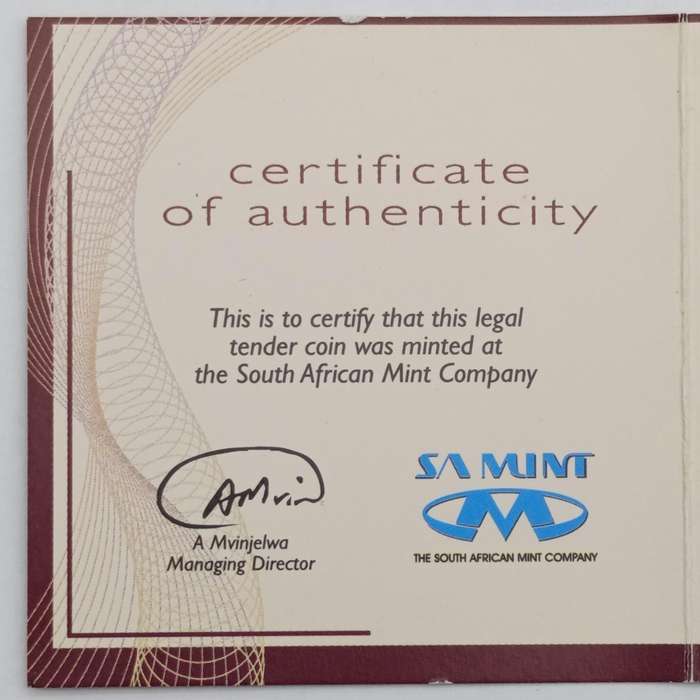 certificate
of authenticity
This is to certify that this legal
tender coin was minted at
the South African Mint Company
AMvin
A Mvinjelwa
Managing Director
SA MINT
THE SOUTH AFRICAN MINT COMPANY